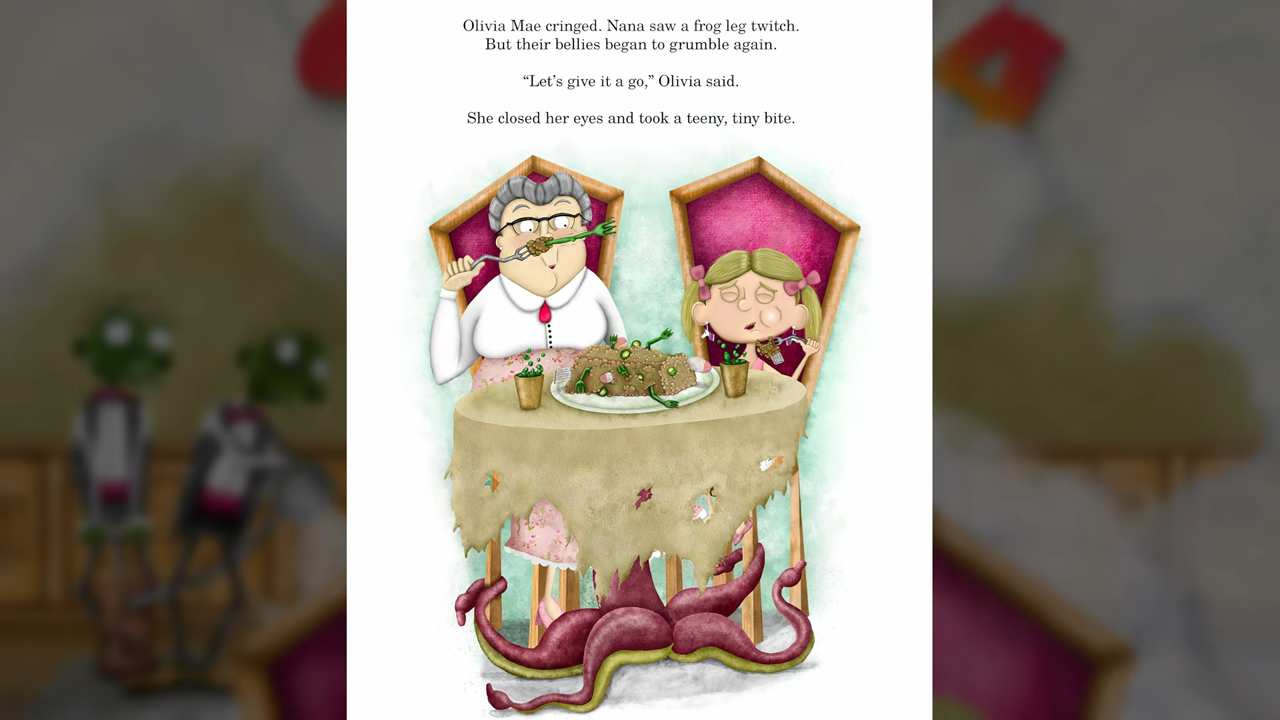 Olivia Mae cringed. Nana saw a frog leg twitch.
But their bellies began to grumble again.
“Let’s give it a go,” Olivia said.
She closed her eyes and took a teeny, tiny bite.